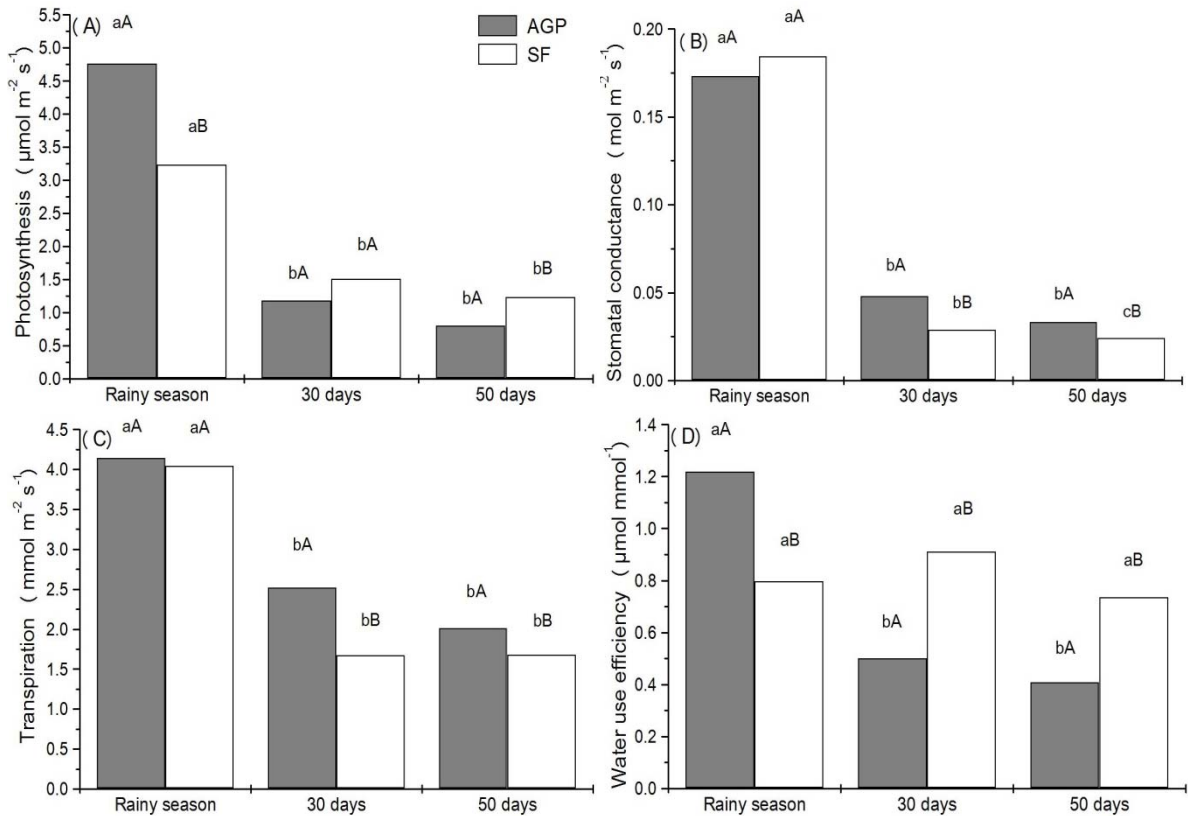 (A)
AGP
SF
Photosynthesis ( µmol m⁻² s⁻¹)
5.5
5.0
4.5
4.0
3.5
3.0
2.5
2.0
1.5
1.0
0.5
0.0
aA
aB
bA
bA
bA
bB
Rainy season
30 days
50 days
(B)
Stomatal conductance ( mol m⁻² s⁻¹)
0.20
0.15
0.10
0.05
0.00
aA
aA
bA
bB
bA
cB
Rainy season
30 days
50 days
(C)
Transpiration ( mmol m⁻² s⁻¹)
4.5
4.0
3.5
3.0
2.5
2.0
1.5
1.0
0.5
0.0
aA
aA
bA
bB
bA
bB
Rainy season
30 days
50 days
(D)
Water use efficiency ( µmol mmol⁻¹)
1.4
1.2
1.0
0.8
0.6
0.4
0.2
0.0
aA
aB
bA
aB
bA
aB
Rainy season
30 days
50 days